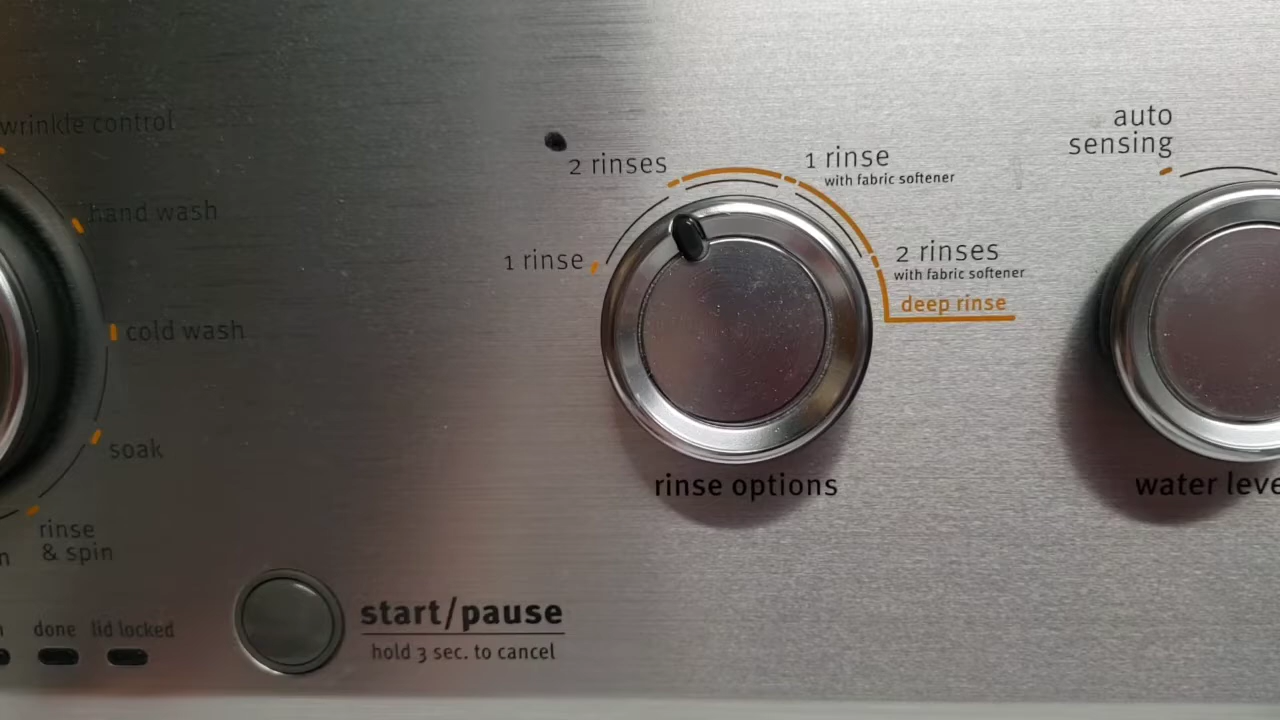 wrinkle control
hand wash
cold wash
soak
rinse
& spin
done
lid locked
start/pause
hold 3 sec. to cancel
1 rinse
2 rinses
1 rinse
with fabric softener
2 rinses
with fabric softener
deep rinse
rinse options
auto
sensing
water